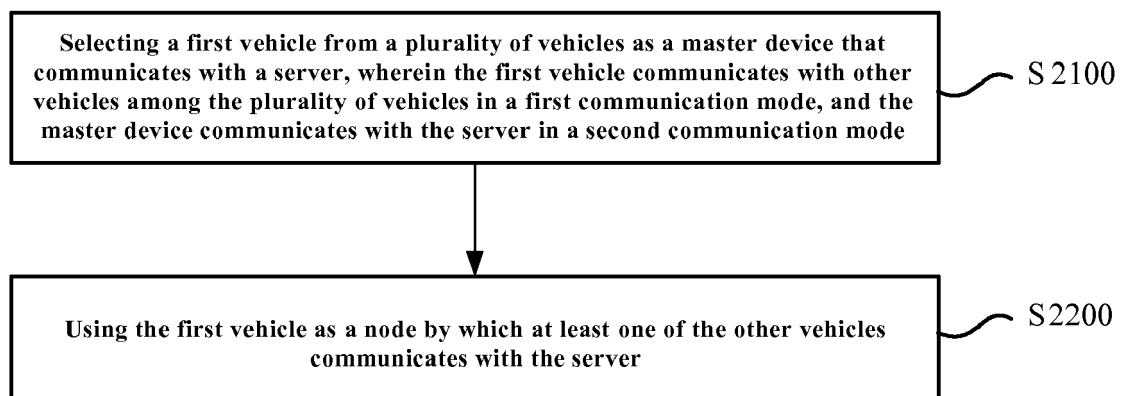 Selecting a first vehicle from a plurality of vehicles as a master device that
communicates with a server, wherein the first vehicle communicates with other
vehicles among the plurality of vehicles in a first communication mode, and the
master device communicates with the server in a second communication mode
S2100
Using the first vehicle as a node by which at least one of the other vehicles
communicates with the server
S2200